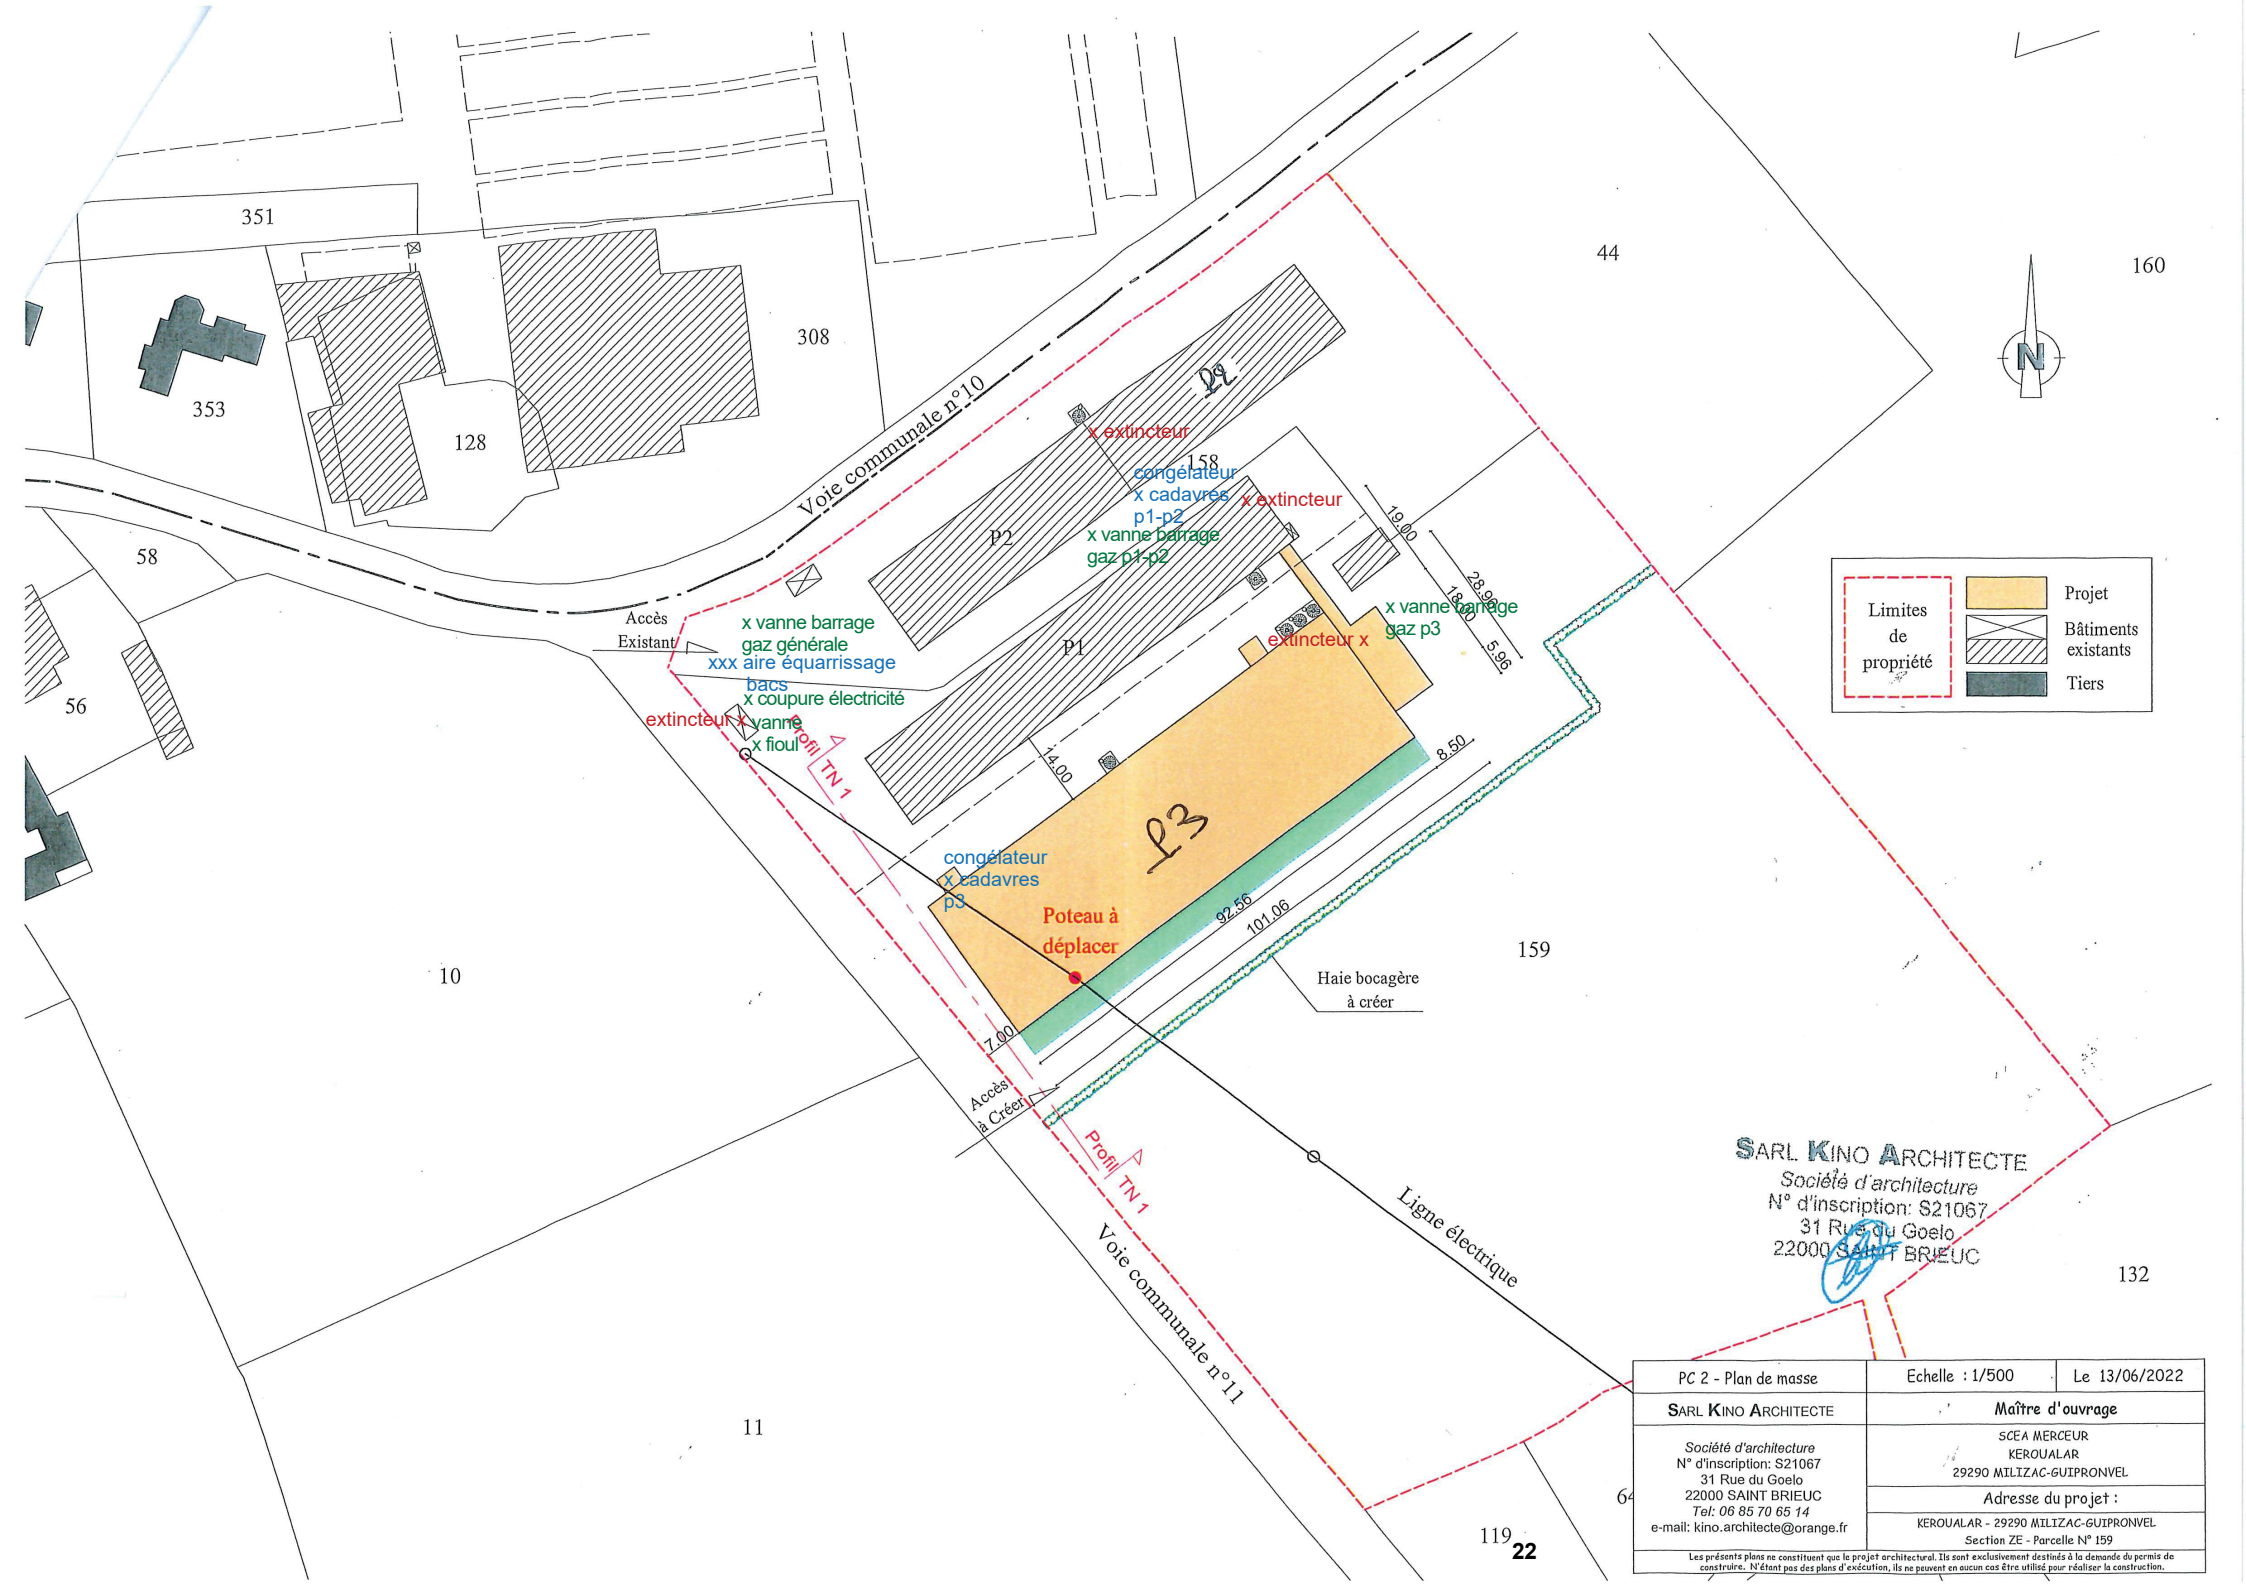 351
353
128
308
44
160
58
56
10
11
Voie communale n°10
P2
x extincteur
158
congélateur
x cadavres
p1-p2
x extincteur
x vanne barrage
gaz p1-p2
P2
P1
19.00
28.96
18.00
5.96
x vanne barrage
gaz p3
extincteur x
Accès
Existant
x vanne barrage
gaz générale
xxx aire équarrissage
bacs
x coupure électricité
extincteur x
vanne
x fioul
Profil
TN 1
14.00
8.50
P3
congélateur
x cadavres
p3
Poteau à
déplacer
92.56
101.06
7.00
159
Haie bocagère
à créer
Accès
à Créer
Profil
TN 1
Voie communale n°11
Ligne électrique
N
Limites
de
propriété
Projet
Bâtiments
existants
Tiers
SARL KINO ARCHITECTE
Société d'architecture
N° d'inscription: S21067
31 Rue du Goelo
22000 SAINT BRIEUC
132
119
22
64
PC 2 - Plan de masse
Echelle : 1/500
Le 13/06/2022
SARL KINO ARCHITECTE
Société d'architecture
N° d'inscription: S21067
31 Rue du Goelo
22000 SAINT BRIEUC
Tel: 06 85 70 65 14
e-mail: kino.architecte@orange.fr
Maître d'ouvrage
SCEA MERCEUR
KEROUALAR
29290 MILIZAC-GUIPRONVEL
Adresse du projet :
KEROUALAR - 29290 MILIZAC-GUIPRONVEL
Section ZE - Parcelle N° 159
Les présents plans ne constituent que le projet architectural. Ils sont exclusivement destinés à la demande du permis de
construire. N'étant pas des plans d'exécution, ils ne peuvent en aucun cas être utilisé pour réaliser la construction.